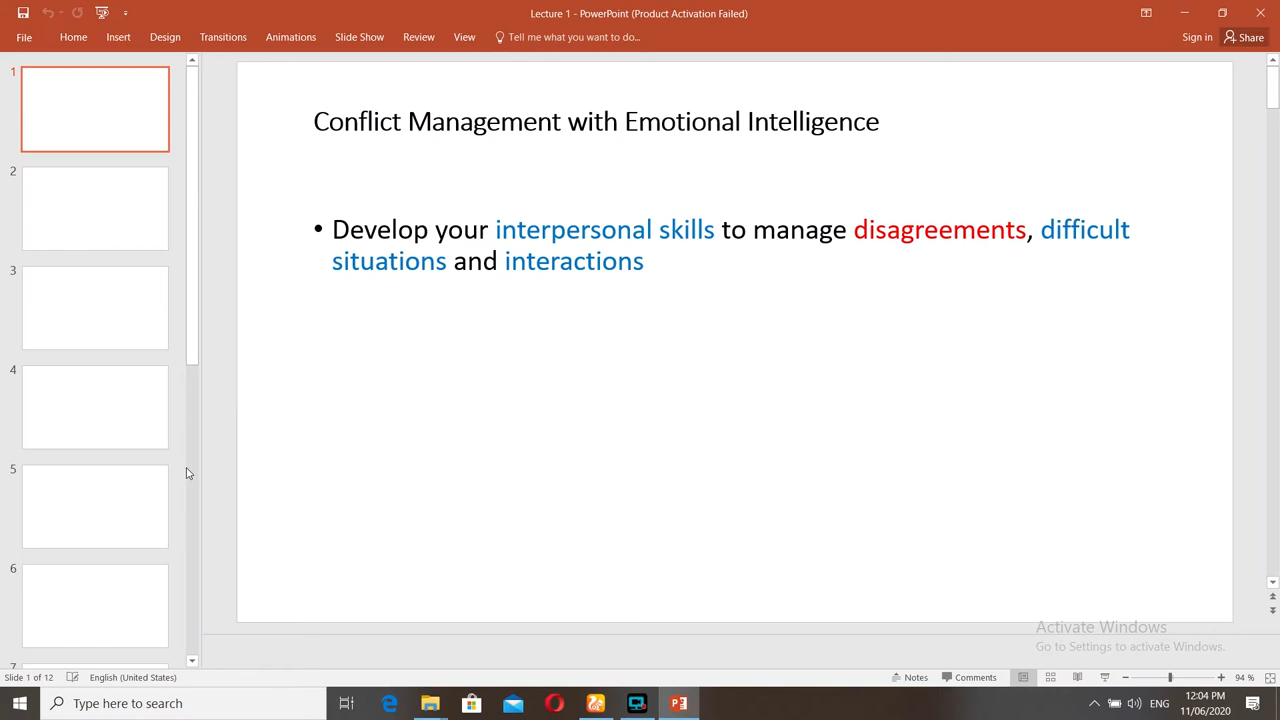 Lecture 1 - PowerPoint (Product Activation Failed)
File Home Insert Design Transitions Animations Slide Show Review View Tell me what you want to do... Sign in Share
1
2
3
4
5
6
7
Conflict Management with Emotional Intelligence
• Develop your interpersonal skills to manage disagreements, difficult
situations and interactions
Activate Windows
Go to Settings to activate Windows.
Slide 1 of 12 English (United States) Notes Comments 94 %
Type here to search
ENG 12:04 PM
11/06/2020